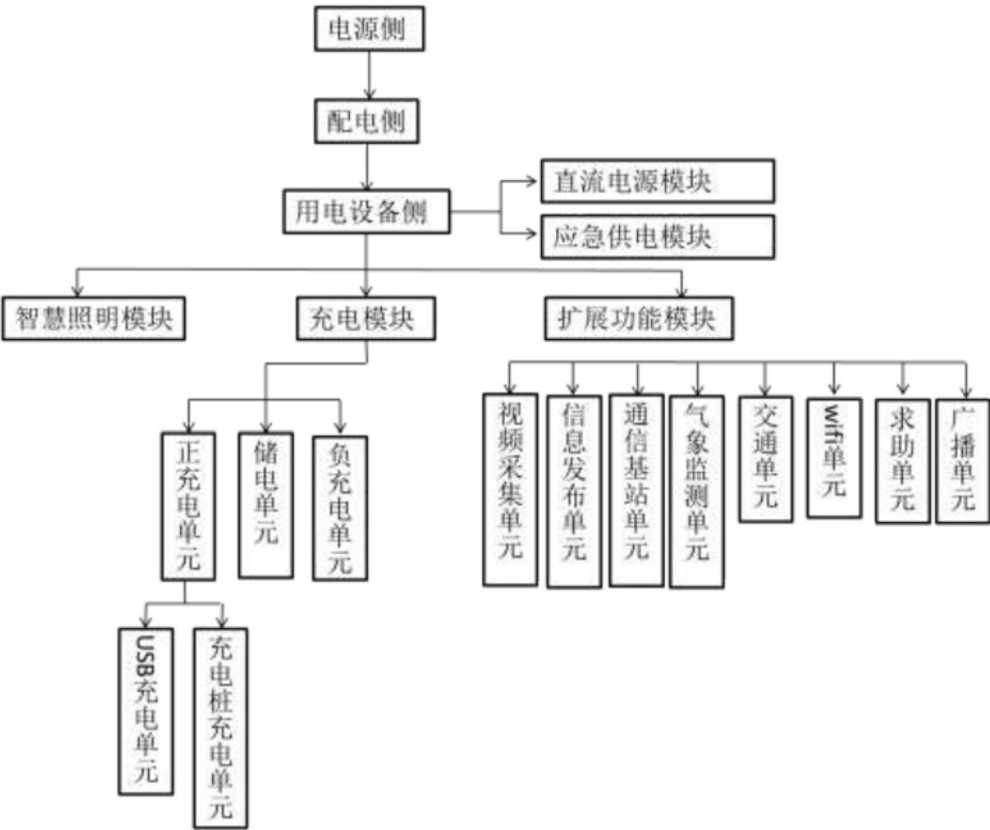 电源侧
配电侧
用电设备侧
直流电源模块
应急供电模块
智慧照明模块
充电模块
扩展功能模块
视频采集单元
信息发布单元
通信基站单元
气象监测单元
交通单元
wifi单元
求助单元
广播单元
正充电单元
储电单元
负充电单元
USB充电单元
充电桩充电单元